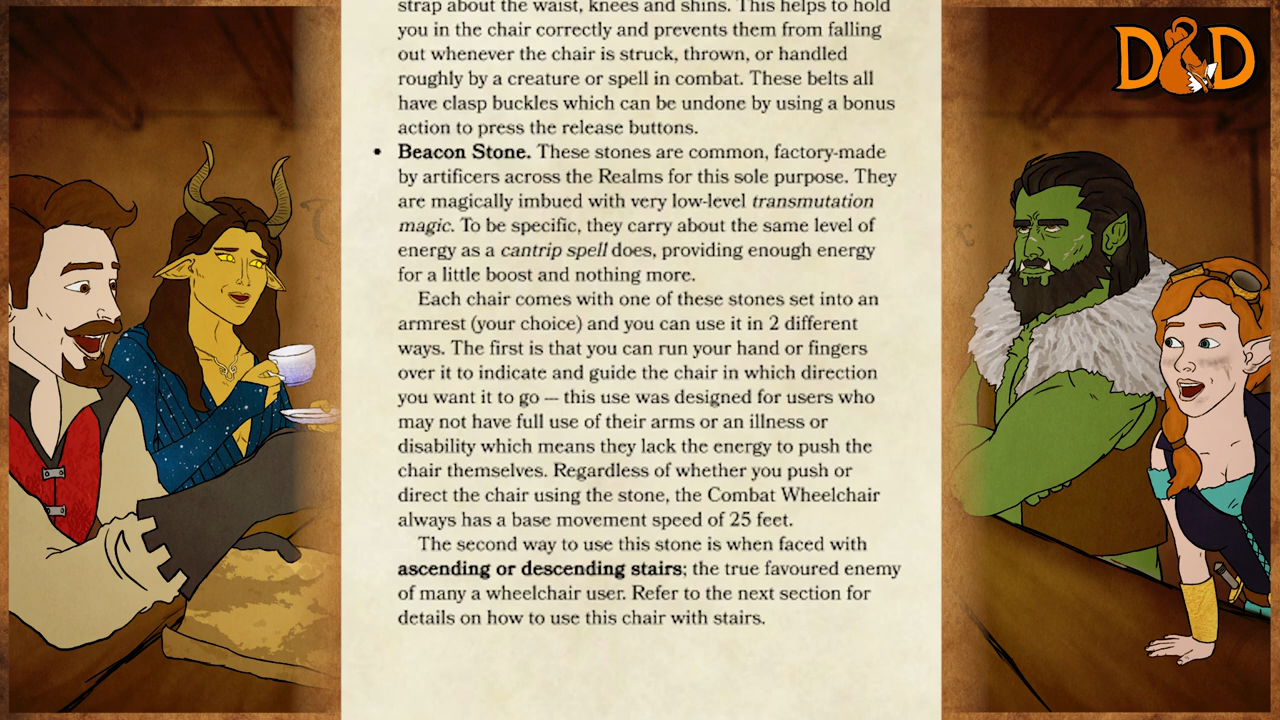 D&D
strap about the waist, knees and shins. This helps to hold
you in the chair correctly and prevents them from falling
out whenever the chair is struck, thrown, or handled
roughly by a creature or spell in combat. These belts all
have clasp buckles which can be undone by using a bonus
action to press the release buttons.
• Beacon Stone. These stones are common, factory-made
by artificers across the Realms for this sole purpose. They
are magically imbued with very low-level transmutation
magic. To be specific, they carry about the same level of
energy as a cantrip spell does, providing enough energy
for a little boost and nothing more.
Each chair comes with one of these stones set into an
armrest (your choice) and you can use it in 2 different
ways. The first is that you can run your hand or fingers
over it to indicate and guide the chair in which direction
you want it to go — this use was designed for users who
may not have full use of their arms or an illness or
disability which means they lack the energy to push the
chair themselves. Regardless of whether you push or
direct the chair using the stone, the Combat Wheelchair
always has a base movement speed of 25 feet.
The second way to use this stone is when faced with
ascending or descending stairs; the true favoured enemy
of many a wheelchair user. Refer to the next section for
details on how to use this chair with stairs.